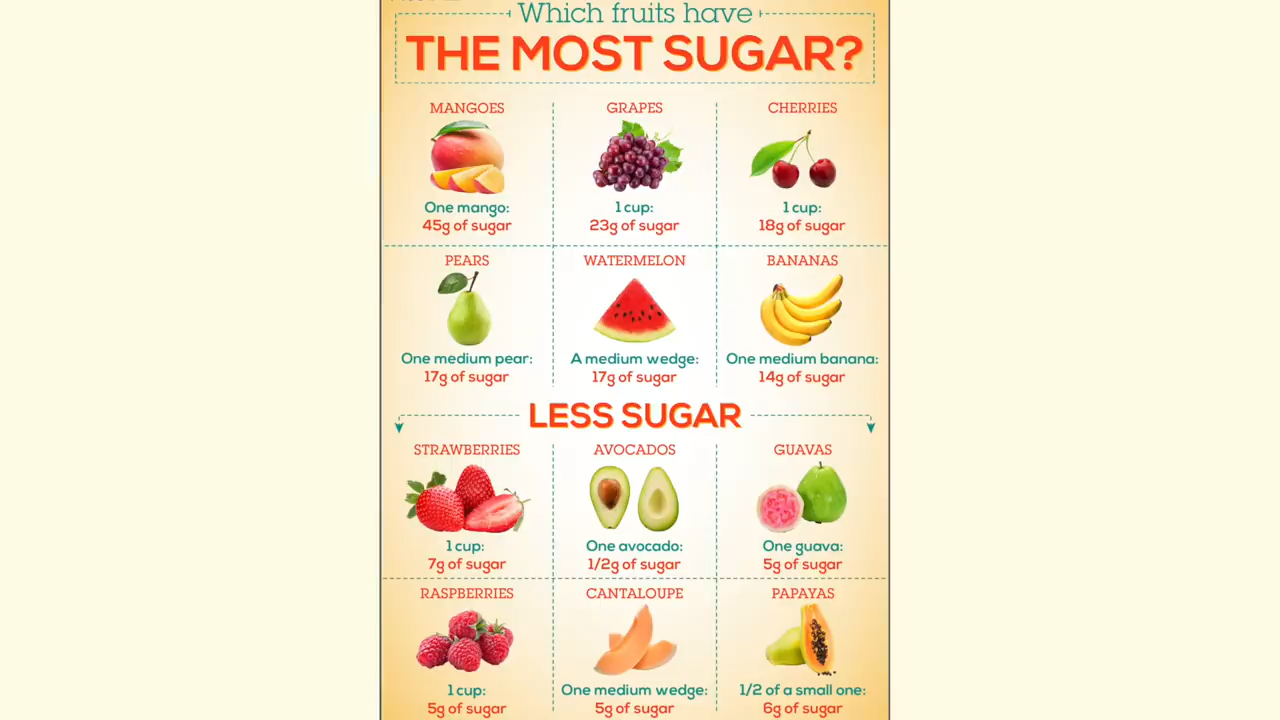 Which fruits have
THE MOST SUGAR?
MANGOES
One mango:
45g of sugar
GRAPES
1 cup:
23g of sugar
CHERRIES
1 cup:
18g of sugar
PEARS
One medium pear:
17g of sugar
WATERMELON
A medium wedge:
17g of sugar
BANANAS
One medium banana:
14g of sugar
LESS SUGAR
STRAWBERRIES
1 cup:
7g of sugar
AVOCADOS
One avocado:
1/2g of sugar
GUAVAS
One guava:
5g of sugar
RASPBERRIES
1 cup:
5g of sugar
CANTALOUPE
One medium wedge:
5g of sugar
PAPAYAS
1/2 of a small one:
6g of sugar